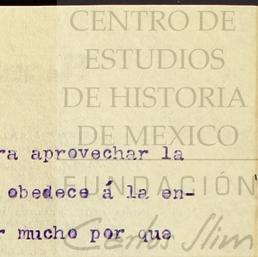 CENTRO DE
ESTUDIOS
DE HISTORIA
DE MEXICO
ra aprovechar la
FUNDACIÓN
obedece á la en-
r mucho por que
Carlos Slim